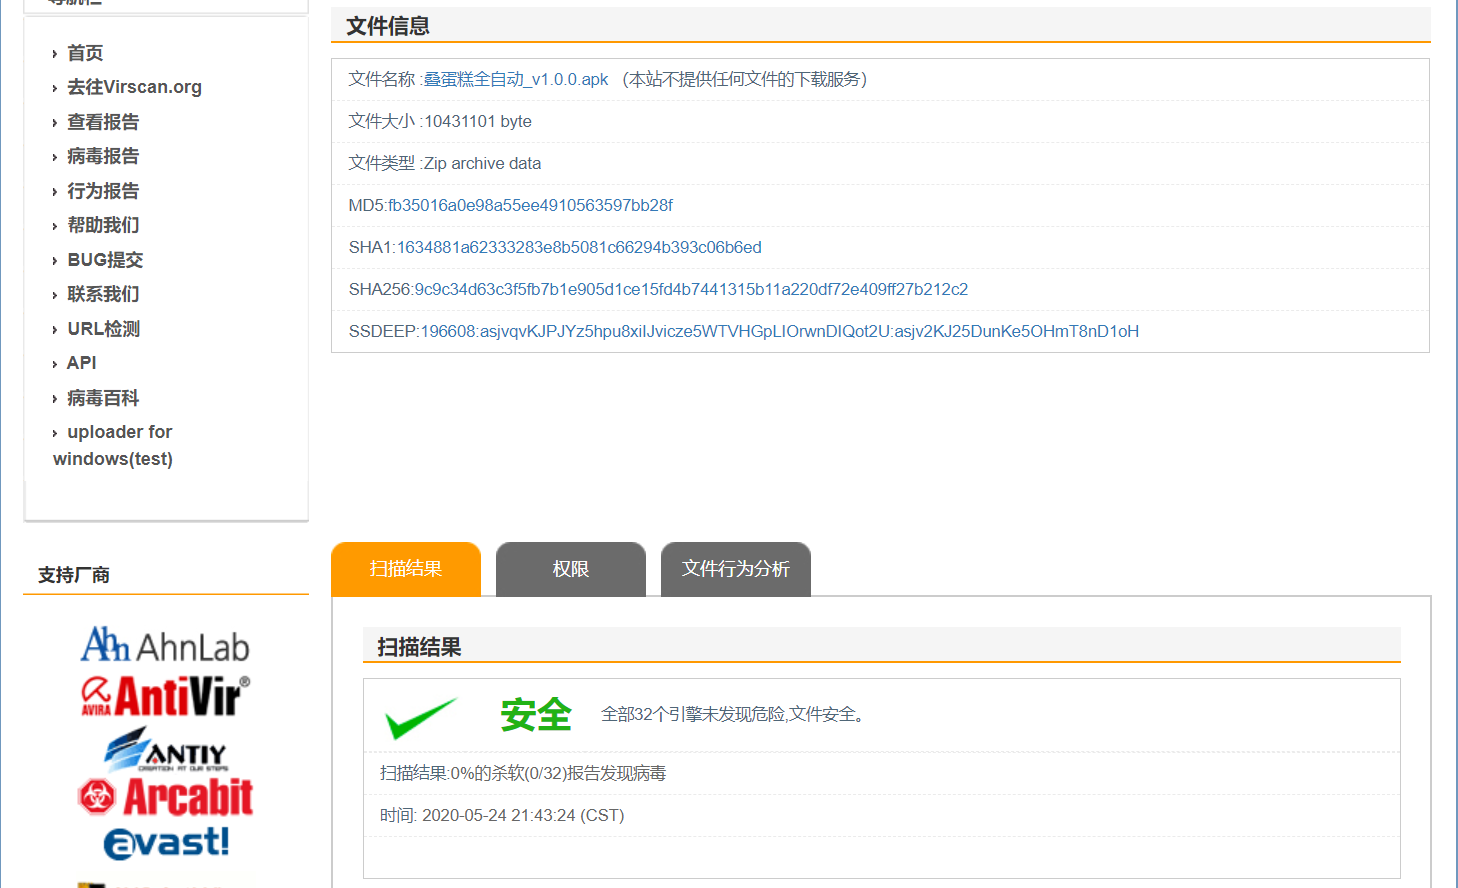 首页
去往Virscan.org
查看报告
病毒报告
行为报告
帮助我们
BUG提交
联系我们
URL检测
API
病毒百科
uploader for
windows(test)
支持厂商
AhnLab
AVIRA AntiVir®
ANTIY
CREATION AT OUR STEPS
Arcabit
avast!
文件信息
文件名称 :叠蛋糕全自动_v1.0.0.apk （本站不提供任何文件的下载服务）
文件大小 :10431101 byte
文件类型 :Zip archive data
MD5:fb35016a0e98a55ee4910563597bb28f
SHA1:1634881a62333283e8b5081c66294b393c06b6ed
SHA256:9c9c34d63c3f5fb7b1e905d1ce15fd4b7441315b11a220df72e409ff27b212c2
SSDEEP:196608:asjvqvKJPJYz5hpu8xiIJvicze5WTVHGpLIOrwnDIQot2U:asjv2KJ25DunKe5OHmT8nD1oH
扫描结果
权限
文件行为分析
扫描结果
安全 全部32个引擎未发现危险,文件安全。
扫描结果:0%的杀软(0/32)报告发现病毒
时间: 2020-05-24 21:43:24 (CST)